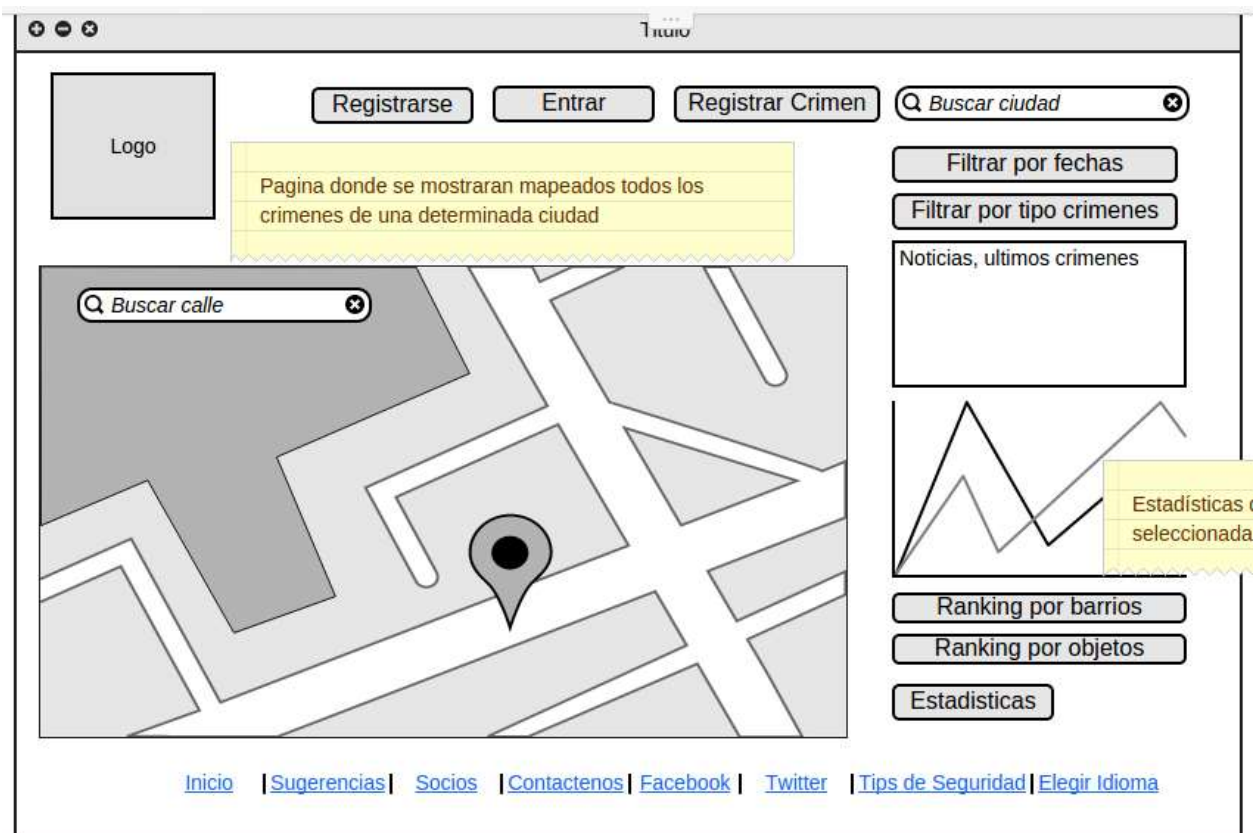 Titulo
Logo
Registrarse
Entrar
Registrar Crimen
Buscar ciudad
Pagina donde se mostraran mapeados todos los
crimenes de una determinada ciudad
Filtrar por fechas
Filtrar por tipo crimenes
Noticias, ultimos crimenes
Buscar calle
Estadísticas
seleccionada
Ranking por barrios
Ranking por objetos
Estadisticas
Inicio | Sugerencias | Socios | Contactenos | Facebook | Twitter | Tips de Seguridad | Elegir Idioma